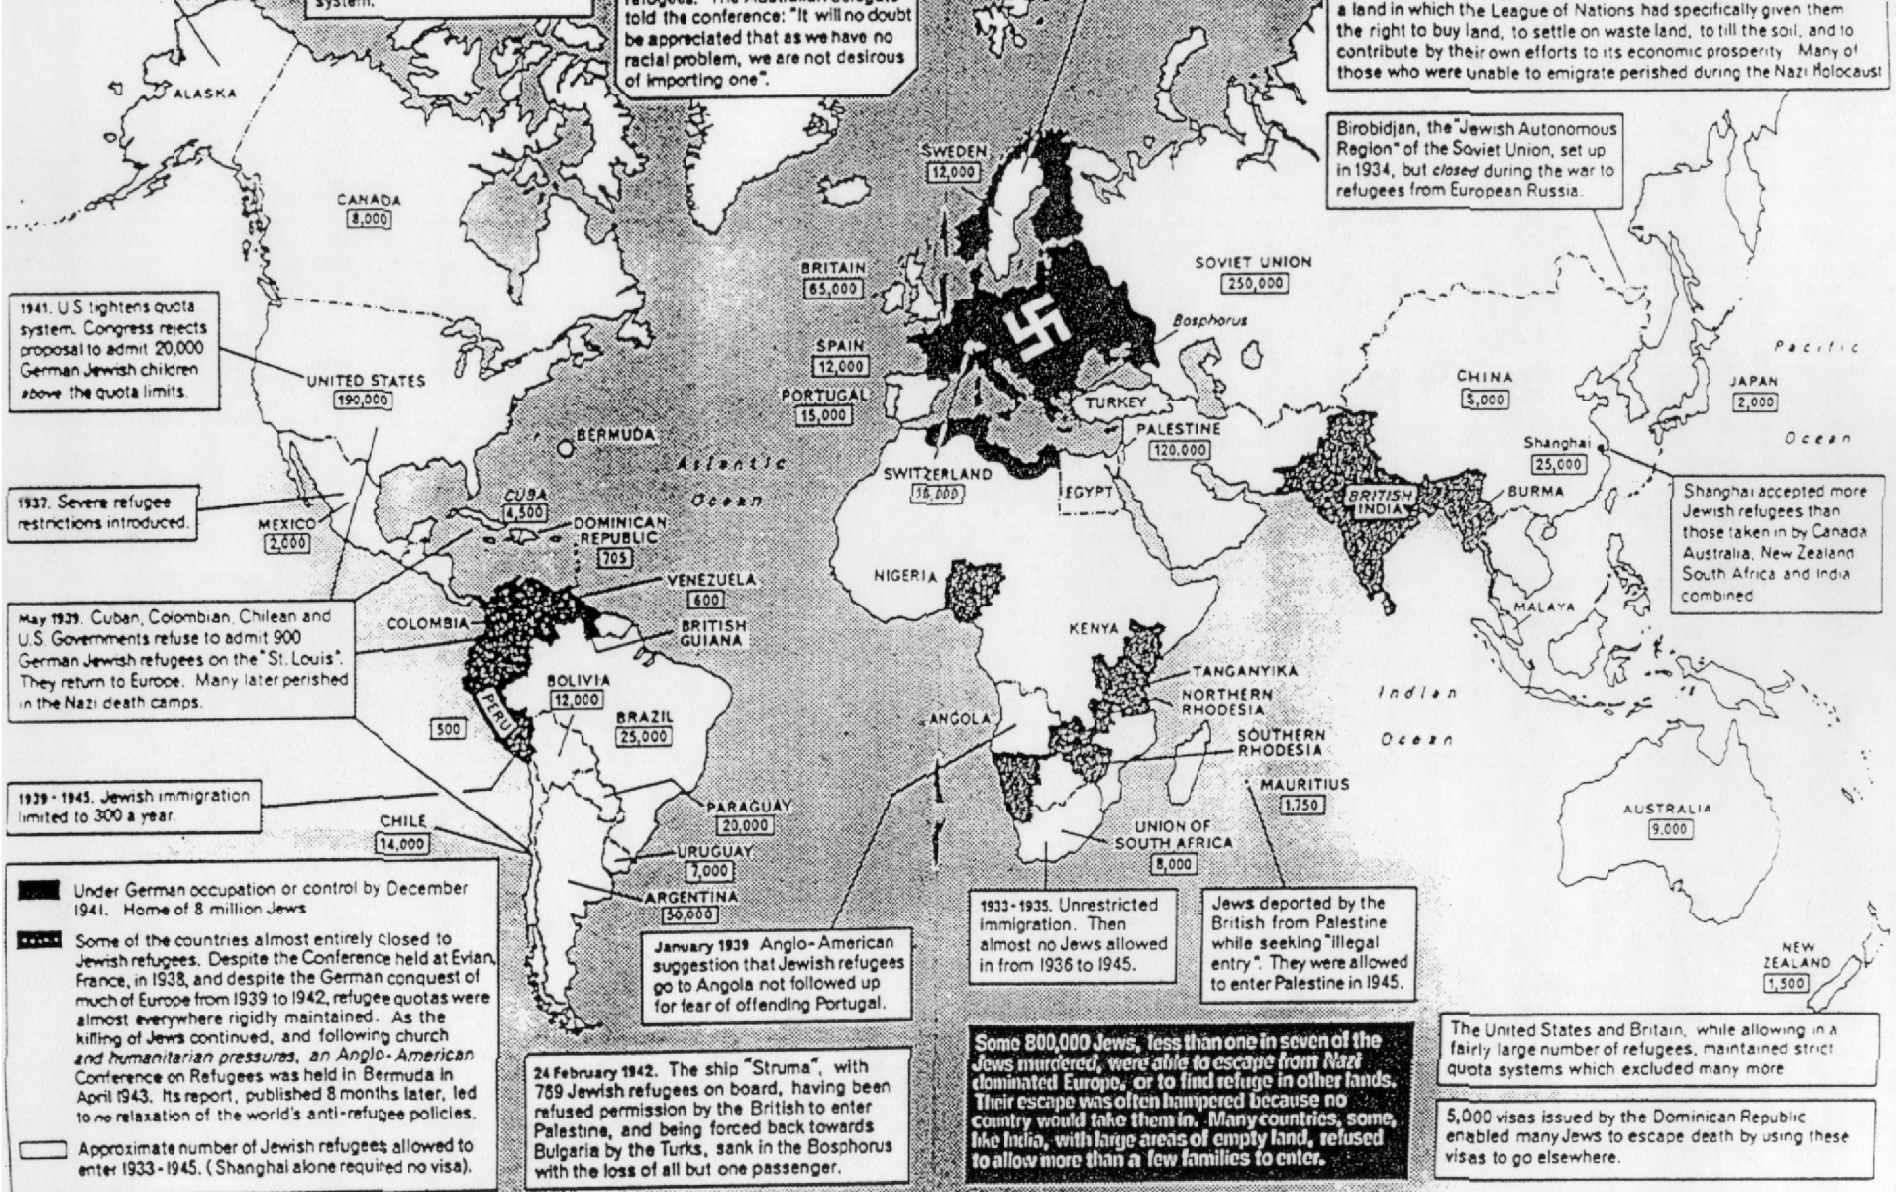 system.
refugees. The Australian delegate
told the conference: "It will no doubt
be appreciated that as we have no
racial problem, we are not desirous
of importing one".
a land in which the League of Nations had specifically given them
the right to buy land, to settle on waste land, to till the soil, and to
contribute by their own efforts to its economic prosperity Many of
those who were unable to emigrate perished during the Nazi Holocaust
Birobidjan, the "Jewish Autonomous
Region" of the Soviet Union, set up
in 1934, but closed during the war to
refugees from European Russia.
ALASKA
CANADA
8,000
SWEDEN
12,000
BRITAIN
65,000
SOVIET UNION
250,000
Bosphorus
1941. US tightens quota
system. Congress rejects
proposal to admit 20,000
German Jewish children
above the quota limits.
UNITED STATES
190,000
SPAIN
12,000
PORTUGAL
15,000
TURKEY
PALESTINE
120.000
CHINA
5,000
JAPAN
2,000
Pacific
Ocean
BERMUDA
Atlantic
Ocean
SWITZERLAND
16,000
EGYPT
BRITISH
INDIA
BURMA
Shanghai
25,000
Shanghai accepted more
Jewish refugees than
those taken in by Canada
Australia, New Zealand
South Africa and India
combined
1937. Severe refugee
restrictions introduced.
MEXICO
2,000
CUBA
4,500
DOMINICAN
REPUBLIC
705
VENEZUELA
600
COLOMBIA
BRITISH
GUIANA
NIGERIA
KENYA
MALAYA
TANGANYIKA
NORTHERN
RHODESIA
ANGOLA
SOUTHERN
RHODESIA
Indian
Ocean
May 1939. Cuban, Colombian, Chilean and
U.S. Governments refuse to admit 900
German Jewish refugees on the "St. Louis".
They return to Europe. Many later perished
in the Nazi death camps.
BOLIVIA
12,000
PERU
500
BRAZIL
25,000
1939 - 1945. Jewish immigration
limited to 300 a year.
CHILE
14,000
PARAGUAY
20,000
URUGUAY
7,000
ARGENTINA
50,000
MAURITIUS
1.750
UNION OF
SOUTH AFRICA
8,000
AUSTRALIA
9.000
NEW
ZEALAND
1,500
Under German occupation or control by December
1941. Home of 8 million Jews
Some of the countries almost entirely closed to
Jewish refugees. Despite the Conference held at Evian,
France, in 1938, and despite the German conquest of
much of Europe from 1939 to 1942, refugee quotas were
almost everywhere rigidly maintained. As the
killing of Jews continued, and following church
and humanitarian pressures, an Anglo-American
Conference on Refugees was held in Bermuda in
April 1943. Its report, published 8 months later, led
to no relaxation of the world's anti-refugee policies.
Approximate number of Jewish refugees allowed to
enter 1933-1945. (Shanghai alone required no visa).
January 1939 Anglo-American
suggestion that Jewish refugees
go to Angola not followed up
for fear of offending Portugal.
1933-1935. Unrestricted
immigration. Then
almost no Jews allowed
in from 1936 to 1945.
Jews deported by the
British from Palestine
while seeking "illegal
entry". They were allowed
to enter Palestine in 1945.
24 February 1942. The ship "Struma", with
769 Jewish refugees on board, having been
refused permission by the British to enter
Palestine, and being forced back towards
Bulgaria by the Turks, sank in the Bosphorus
with the loss of all but one passenger.
Some 800,000 Jews, less than one in seven of the
Jews murdered, were able to escape from Nazi
dominated Europe, or to find refuge in other lands.
Their escape was often hampered because no
country would take them in. Many countries, some,
like India, with large areas of empty land, refused
to allow more than a few families to enter.
The United States and Britain, while allowing in a
fairly large number of refugees, maintained strict
quota systems which excluded many more
5,000 visas issued by the Dominican Republic
enabled many Jews to escape death by using these
visas to go elsewhere.